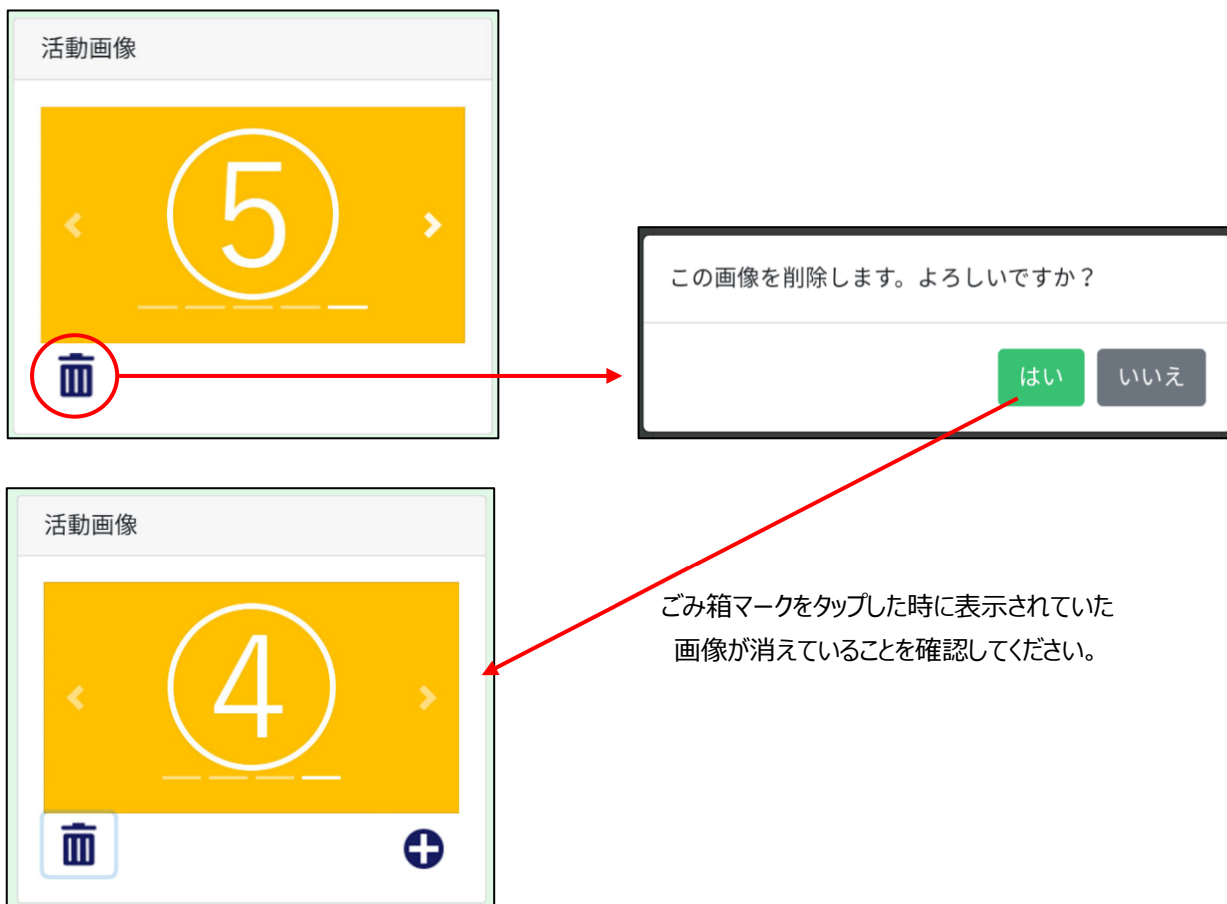 活動画像
5
この画像を削除します。よろしいですか？
はい いいえ
活動画像
4
ごみ箱マークをタップした時に表示されていた
画像が消えていることを確認してください。